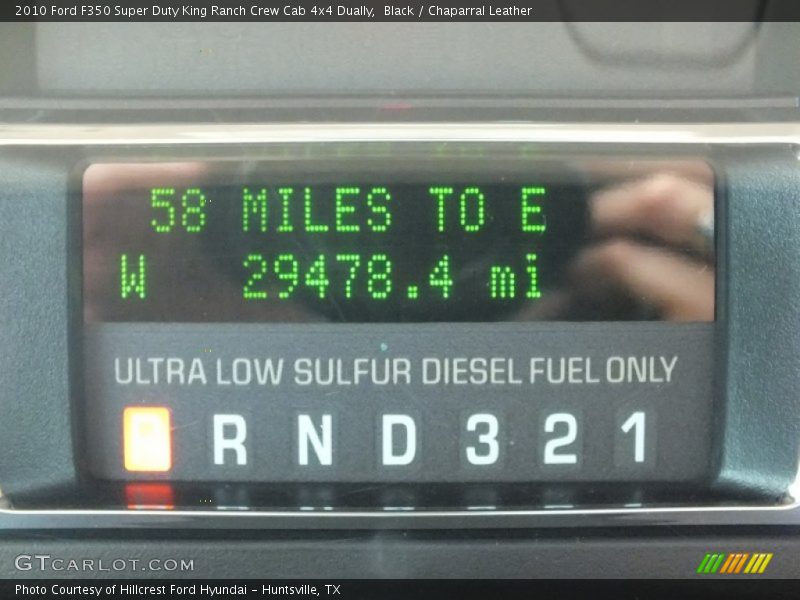 2010 Ford F350 Super Duty King Ranch Crew Cab 4x4 Dually,  Black / Chaparral Leather
58 MILES TO E
W 29478.4 mi
ULTRA LOW SULFUR DIESEL FUEL ONLY
P R N D 3 2 1
GTCARLOT.COM
Photo Courtesy of Hillcrest Ford Hyundai - Huntsville, TX